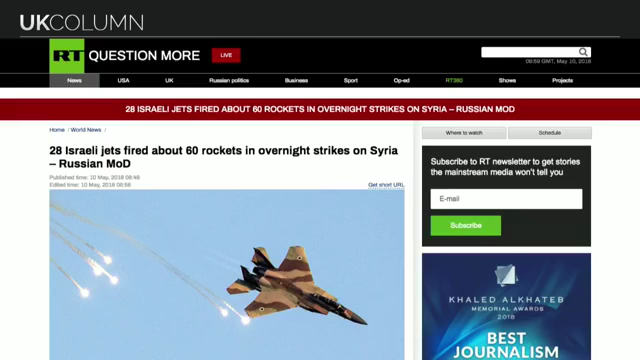 UKCOLUMN
RT QUESTION MORE LIVE
08:59 GMT, May 10, 2018
News USA UK Russian politics Business Sport Op-ed RT360 Shows Projects
28 ISRAELI JETS FIRED ABOUT 60 ROCKETS IN OVERNIGHT STRIKES ON SYRIA – RUSSIAN MOD
Home / World News /
28 Israeli jets fired about 60 rockets in overnight strikes on Syria
– Russian MoD
Published time: 10 May, 2018 08:48
Edited time: 10 May, 2018 08:58
Get short URL
Where to watch
Schedule
Subscribe to RT newsletter to get stories
the mainstream media won't tell you
E-mail
Subscribe
KHALED ALKHATEB
MEMORIAL AWARDS
2018
BEST
JOURNALISM